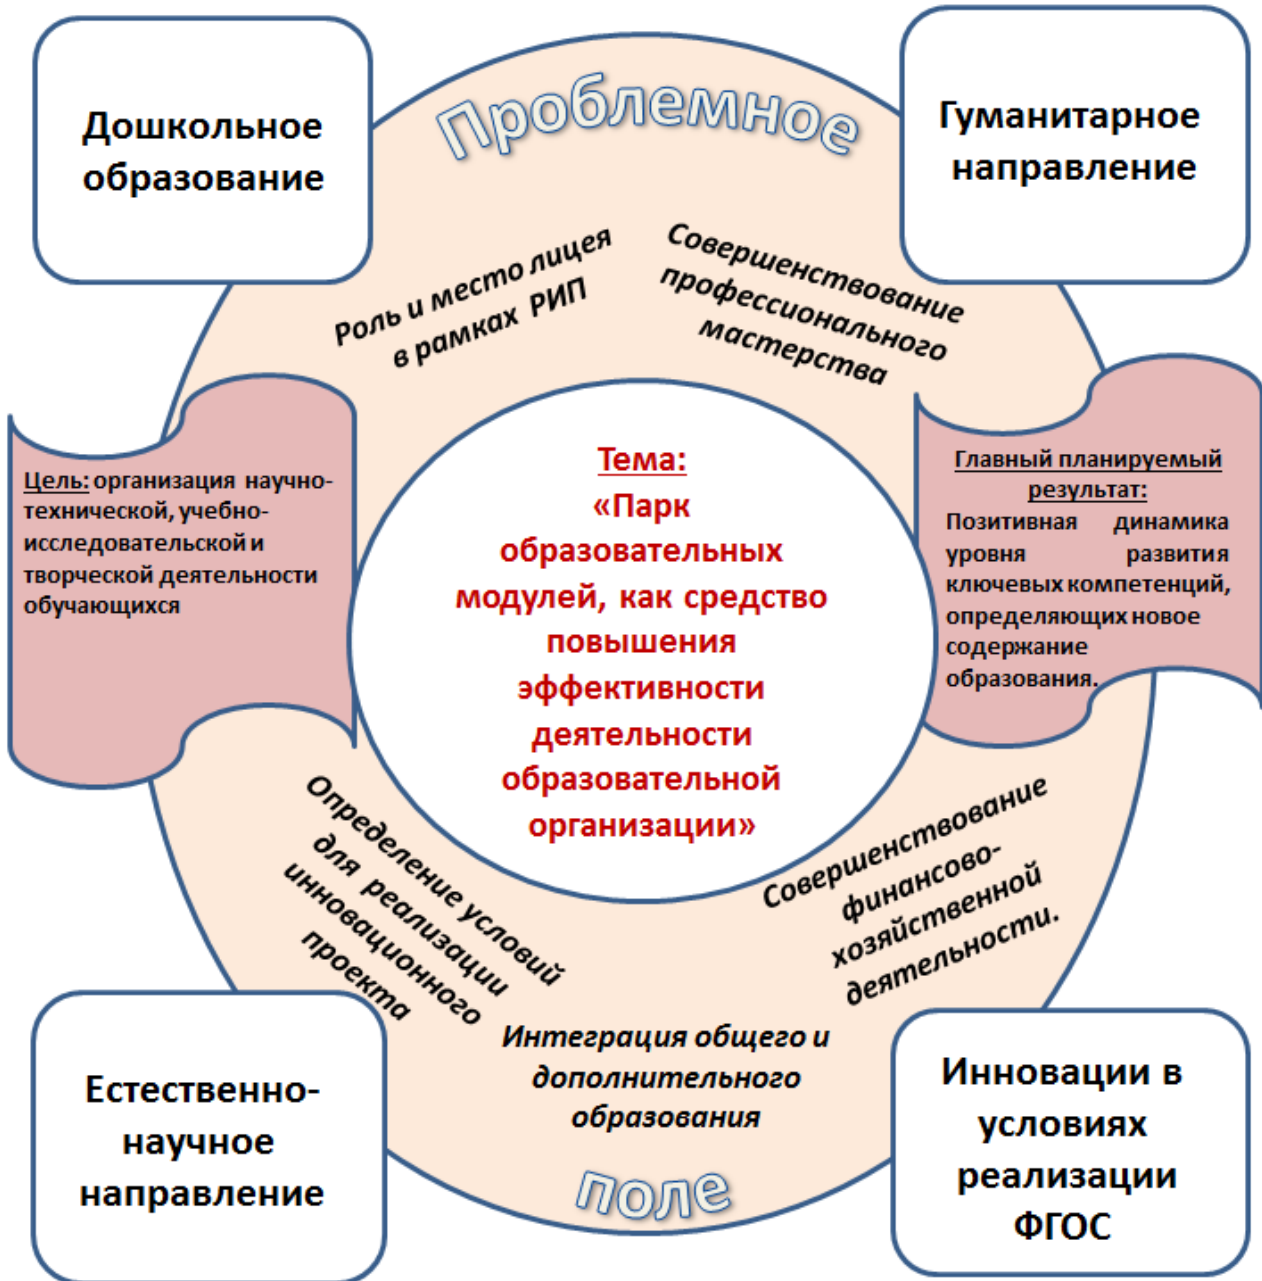 Проблемное
Дошкольное
образование
Гуманитарное
направление
Роль и место лицея
в рамках РИП
Совершенствование
профессионального
мастерства
Цель: организация научно-
технической, учебно-
исследовательской и
творческой деятельности
обучающихся
Тема:
«Парк
образовательных
модулей, как средство
повышения
эффективности
деятельности
образовательной
организации»
Главный планируемый
результат:
Позитивная динамика
уровня развития
ключевых компетенций,
определяющих новое
содержание
образования.
Определение условий
для реализации
инновационного
проекта
Совершенствование
финансово-
хозяйственной
деятельности.
Интеграция общего и
дополнительного
образования
Естественно-
научное
направление
Инновации в
условиях
реализации
ФГОС
поле